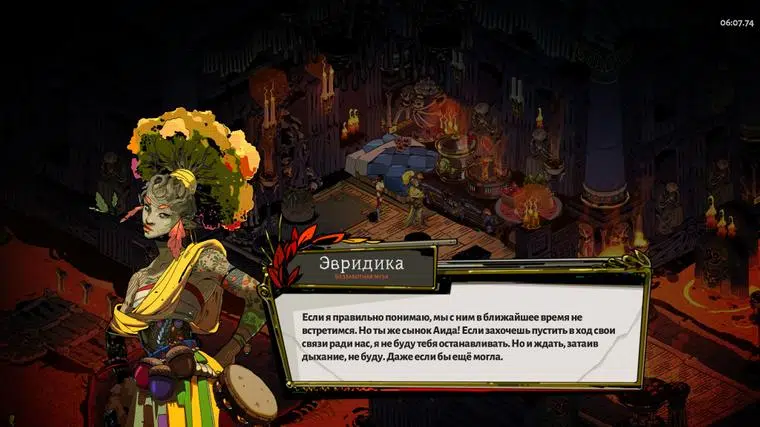 06:07.74
Эвридика
БЕЗЗАБОТНАЯ МУЗА
Если я правильно понимаю, мы с ним в ближайшее время не
встретимся. Но ты же сынок Аида! Если захочешь пустить в ход свои
связи ради нас, я не буду тебя останавливать. Но и ждать, затаив
дыхание, не буду. Даже если бы ещё могла.